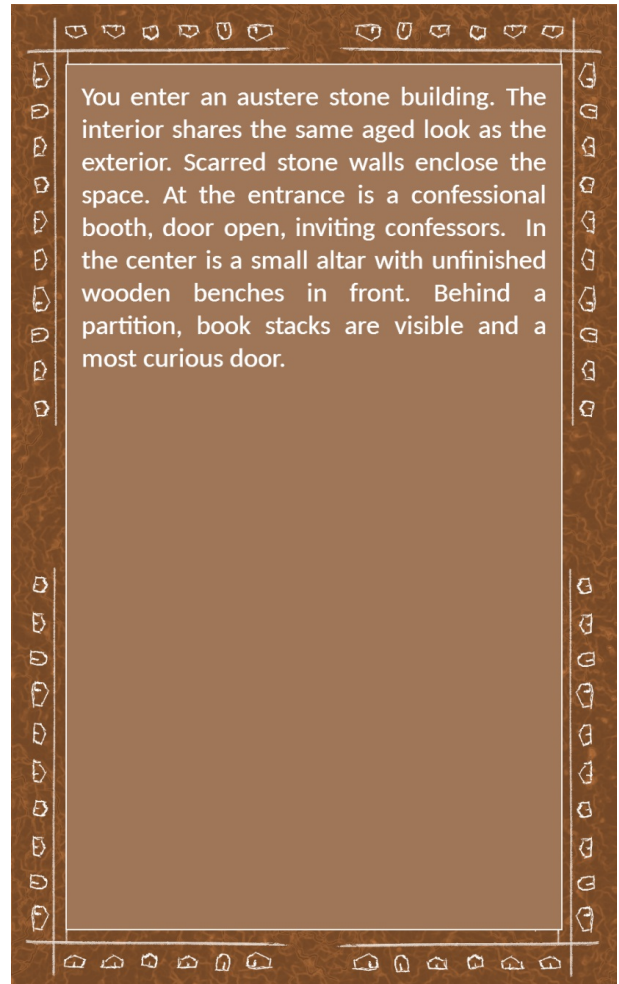 You enter an austere stone building. The
interior shares the same aged look as the
exterior. Scarred stone walls enclose the
space. At the entrance is a confessional
booth, door open, inviting confessors.  In
the center is a small altar with unfinished
wooden benches in front. Behind a
partition, book stacks are visible and a
most curious door.